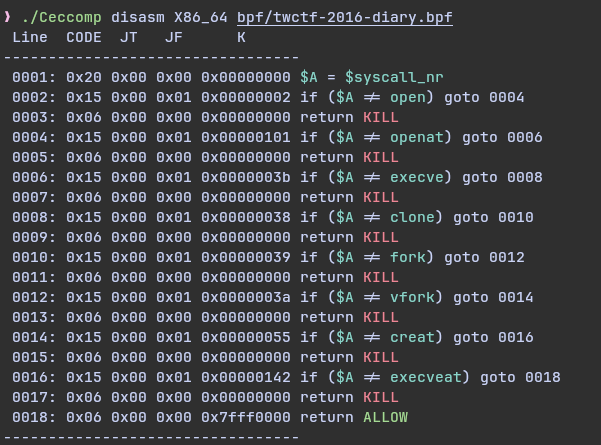 ❯ ./Ceccomp disasm X86_64 bpf/twctf-2016-diary.bpf
Line  CODE  JT   JF      K
---------------------------------
0001: 0x20 0x00 0x00 0x00000000 $A = $syscall_nr
0002: 0x15 0x00 0x01 0x00000002 if ($A != open) goto 0004
0003: 0x06 0x00 0x00 0x00000000 return KILL
0004: 0x15 0x00 0x01 0x00000101 if ($A != openat) goto 0006
0005: 0x06 0x00 0x00 0x00000000 return KILL
0006: 0x15 0x00 0x01 0x0000003b if ($A != execve) goto 0008
0007: 0x06 0x00 0x00 0x00000000 return KILL
0008: 0x15 0x00 0x01 0x00000038 if ($A != clone) goto 0010
0009: 0x06 0x00 0x00 0x00000000 return KILL
0010: 0x15 0x00 0x01 0x00000039 if ($A != fork) goto 0012
0011: 0x06 0x00 0x00 0x00000000 return KILL
0012: 0x15 0x00 0x01 0x0000003a if ($A != vfork) goto 0014
0013: 0x06 0x00 0x00 0x00000000 return KILL
0014: 0x15 0x00 0x01 0x00000055 if ($A != creat) goto 0016
0015: 0x06 0x00 0x00 0x00000000 return KILL
0016: 0x15 0x00 0x01 0x00000142 if ($A != execveat) goto 0018
0017: 0x06 0x00 0x00 0x00000000 return KILL
0018: 0x06 0x00 0x00 0x7fff0000 return ALLOW
---------------------------------